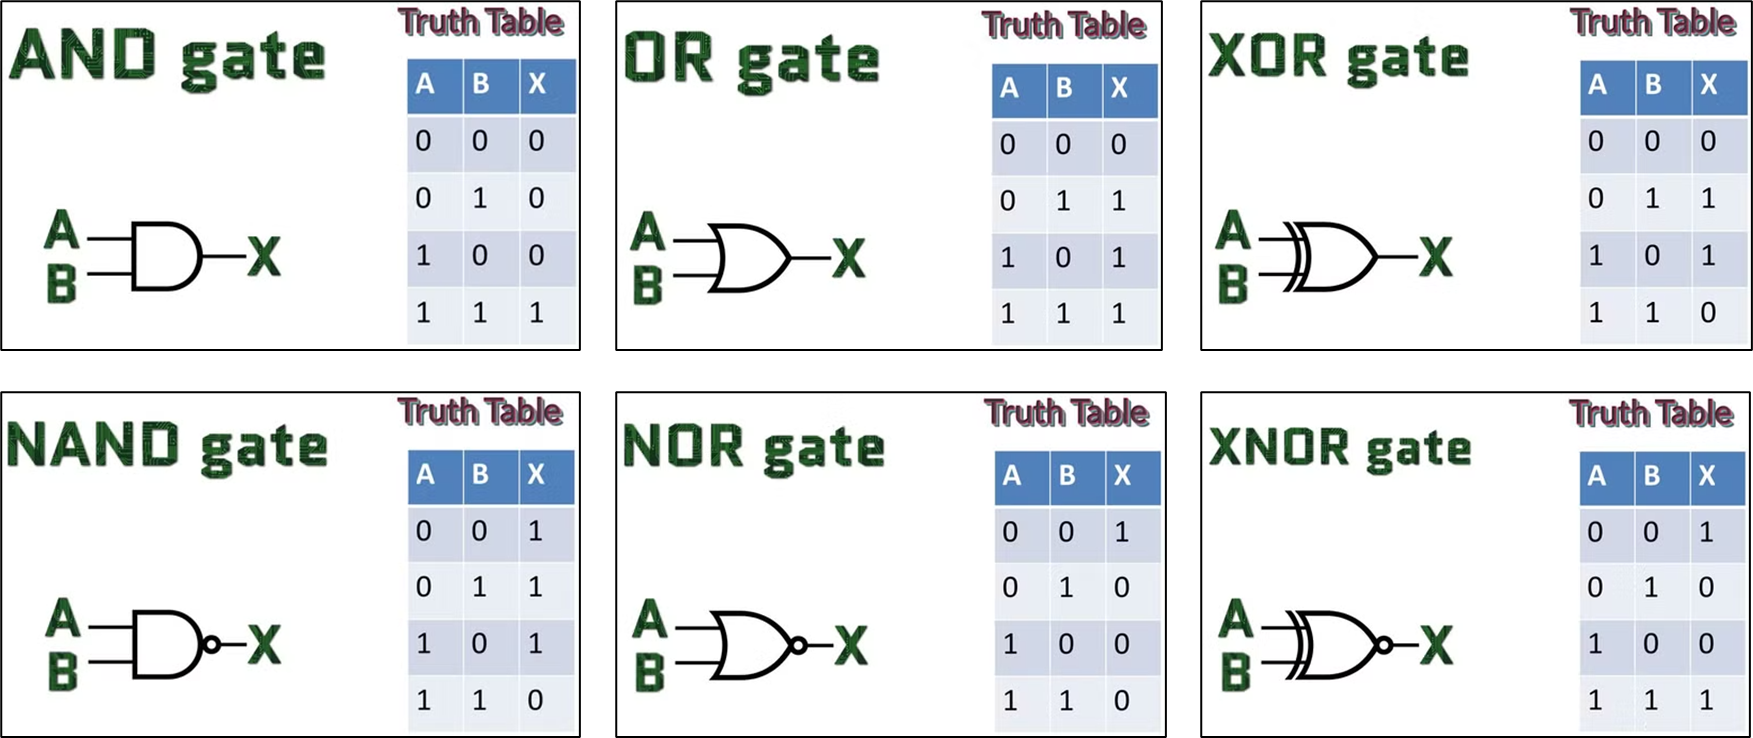 AND gate
Truth Table
A B X
0 0 0
0 1 0
1 0 0
1 1 1
A
B
X
OR gate
Truth Table
A B X
0 0 0
0 1 1
1 0 1
1 1 1
A
B
X
XOR gate
Truth Table
A B X
0 0 0
0 1 1
1 0 1
1 1 0
A
B
X
NAND gate
Truth Table
A B X
0 0 1
0 1 1
1 0 1
1 1 0
A
B
X
NOR gate
Truth Table
A B X
0 0 1
0 1 0
1 0 0
1 1 0
A
B
X
XNOR gate
Truth Table
A B X
0 0 1
0 1 0
1 0 0
1 1 1
A
B
X